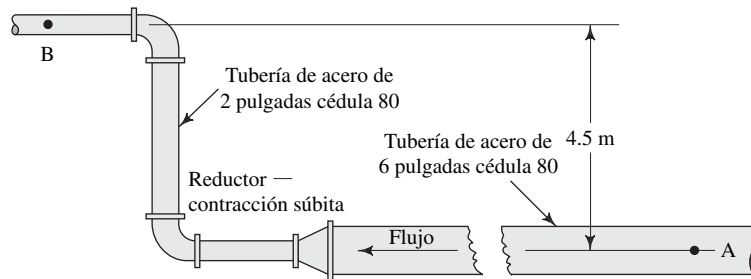 B
Tubería de acero de
2 pulgadas cédula 80
Tubería de acero de
6 pulgadas cédula 80
4.5 m
Reductor —
contracción súbita
Flujo
A